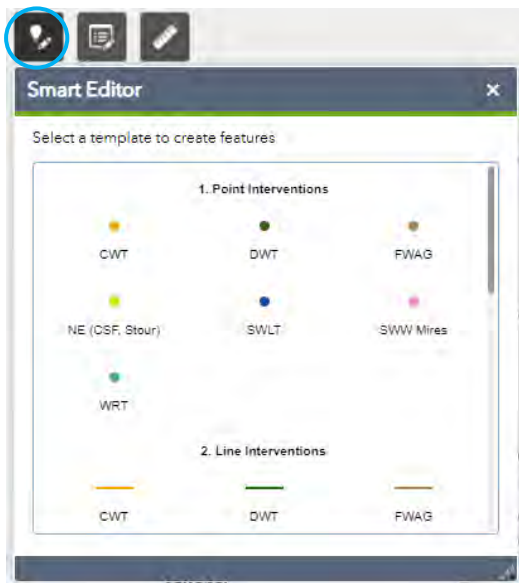 Smart Editor ×
Select a template to create features
1. Point Interventions
CWT DWT FWAG
NE (CSF, Stour) SWLT SWW Mires
WRT
2. Line Interventions
CWT DWT FWAG